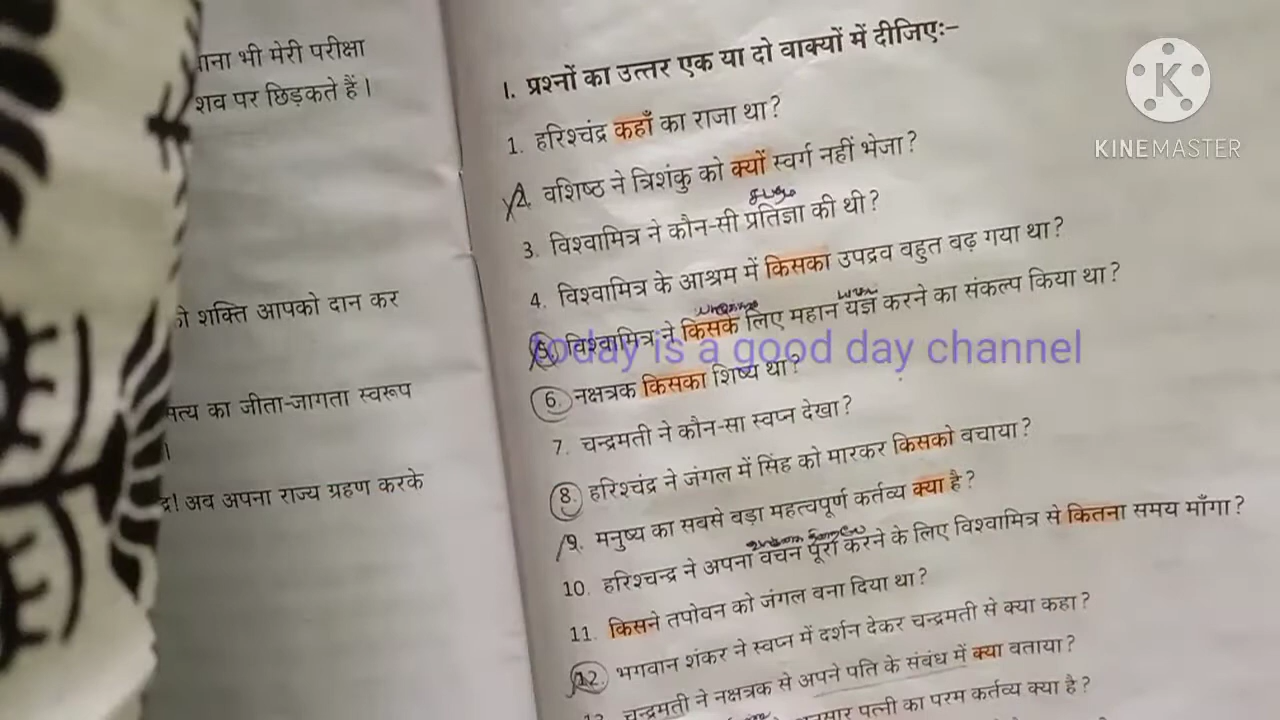 ाना भी मेरी परीक्षा
शव पर छिड़कते हैं।
शक्ति आपको दान कर
का जीता-जागता स्वरूप
अब अपना राज्य ग्रहण करके
I. प्रश्नों का उत्तर एक या दो वाक्यों में दीजिए:-
1. हरिश्चंद्र कहाँ का राजा था?
2. वशिष्ठ ने त्रिशंकु को क्यों स्वर्ग नहीं भेजा?
3. विश्वामित्र ने कौन-सी प्रतिज्ञा की थी?
4. विश्वामित्र के आश्रम में किसका उपद्रव बहुत बढ़ गया था?
5. विश्वामित्र ने किसके लिए महान यज्ञ करने का संकल्प किया था?
6. नक्षत्रक किसका शिष्य था?
7. चन्द्रमती ने कौन-सा स्वप्न देखा?
8. हरिश्चंद्र ने जंगल में सिंह को मारकर किसको बचाया?
9. मनुष्य का सबसे बड़ा महत्वपूर्ण कर्तव्य क्या है?
10. हरिश्चन्द्र ने अपना वचन पूरा करने के लिए विश्वामित्र से कितना समय माँगा?
11. किसने तपोवन को जंगल बना दिया था?
12. भगवान शंकर ने स्वप्न में दर्शन देकर चन्द्रमती से क्या कहा?
चन्द्रमती ने नक्षत्रक से अपने पति के संबंध में क्या बताया?
पत्नी का परम कर्तव्य क्या है?
today is a good day channel
K
KINEMASTER